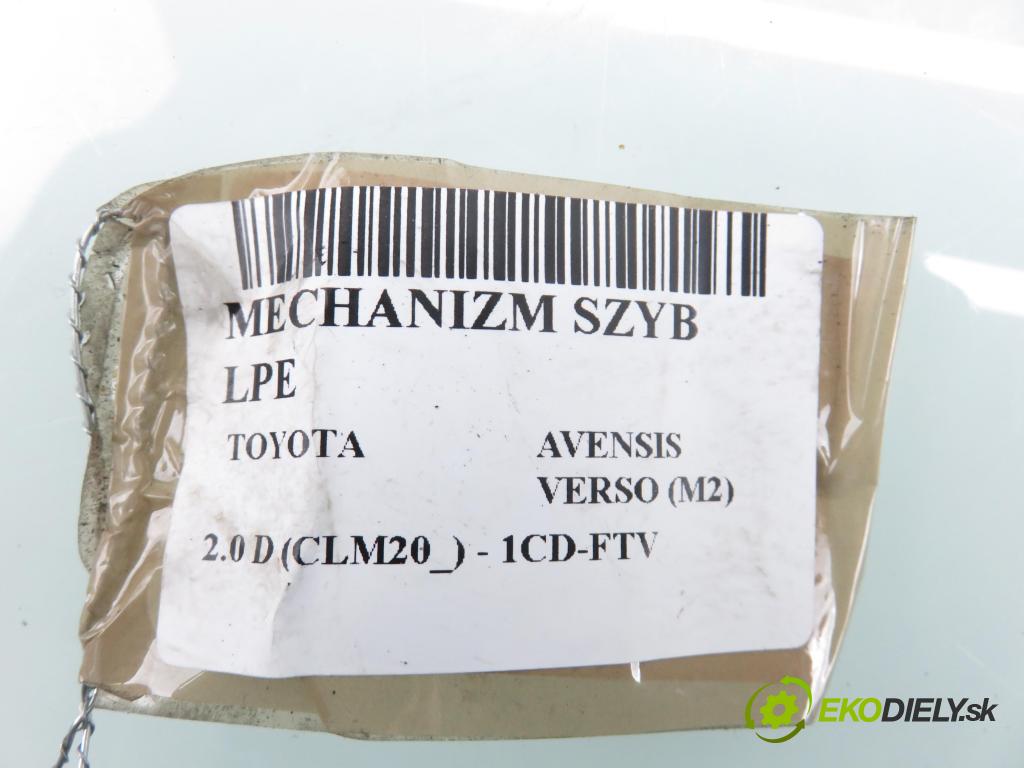 MECHANIZM SZYB
LPE
TOYOTA AVENSIS
VERSO (M2)
2.0 D (CLM20_) - 1CD-FTV
EKODIELY.sk